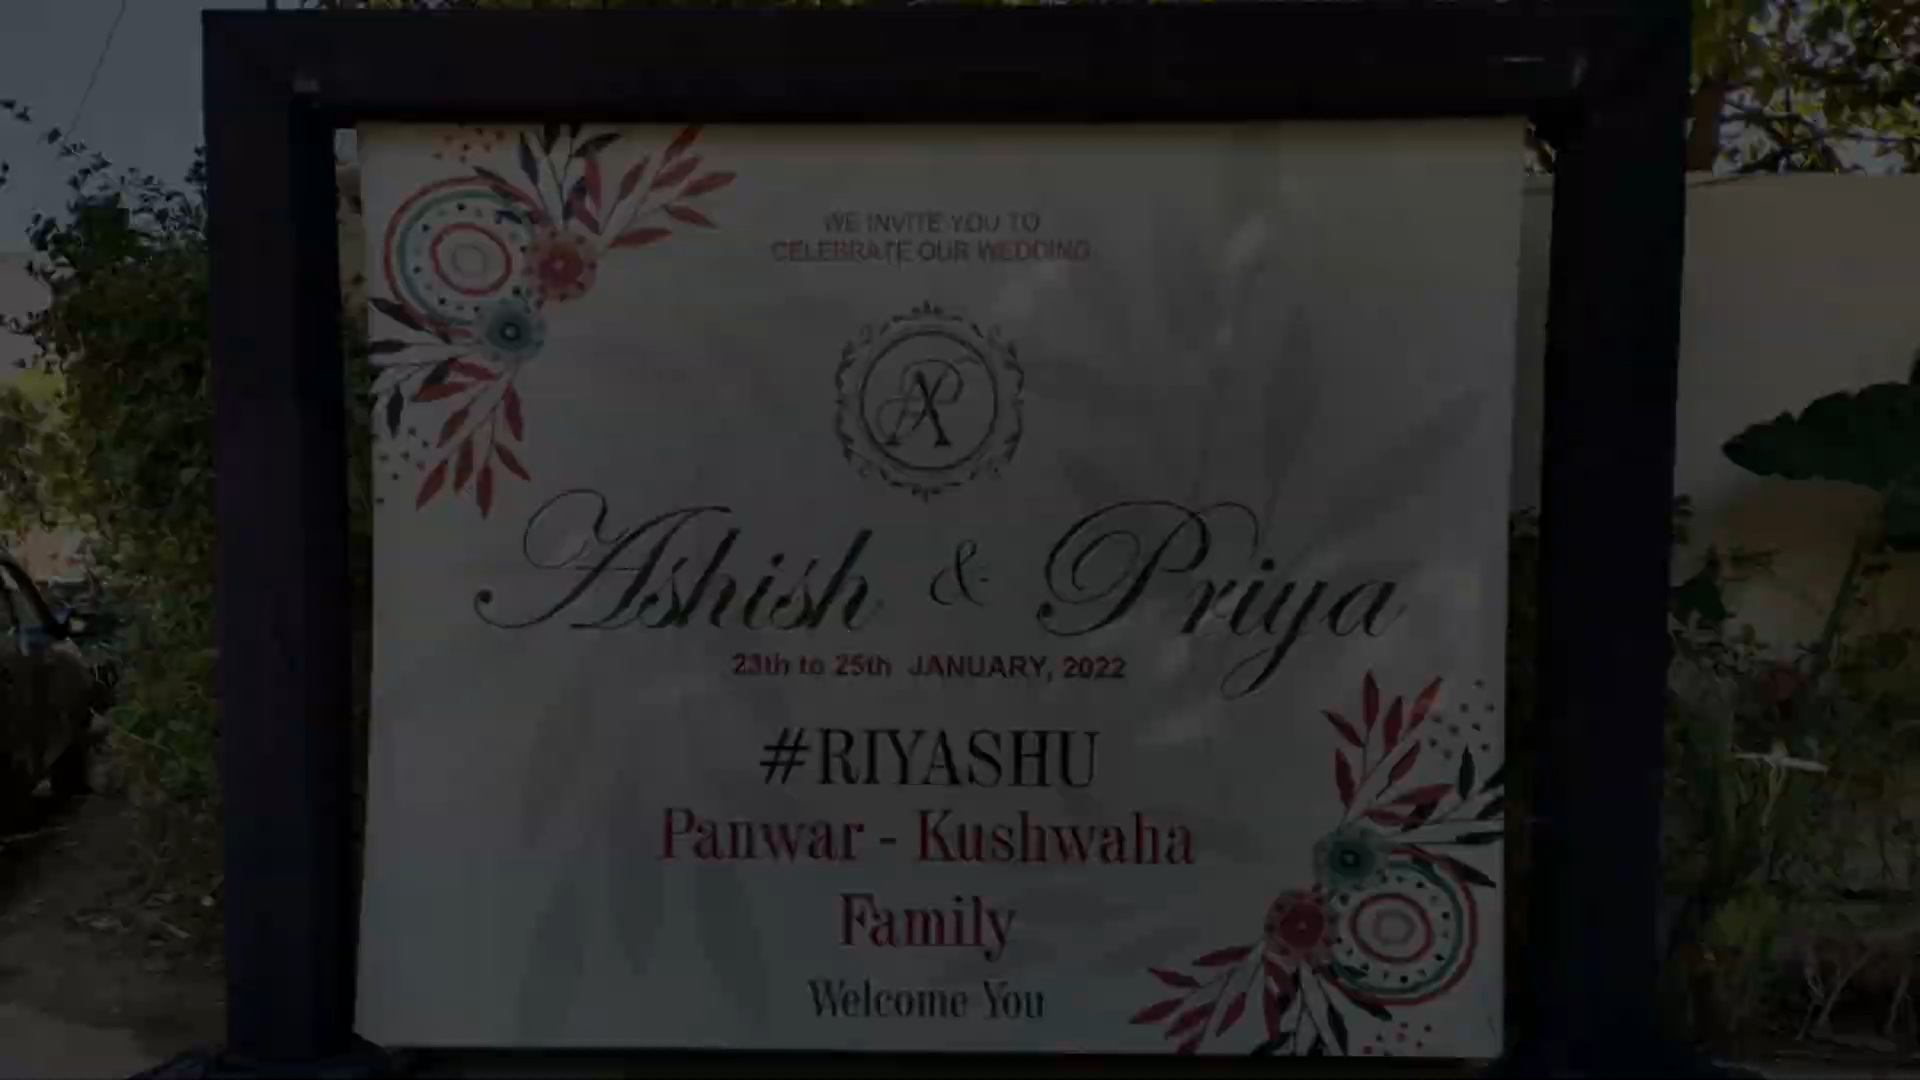 WE INVITE YOU TO
CELEBRATE OUR WEDDING
AP
Ashish & Priya
23th to 25th JANUARY, 2022
#RIYASHU
Panwar - Kushwaha
Family
Welcome You